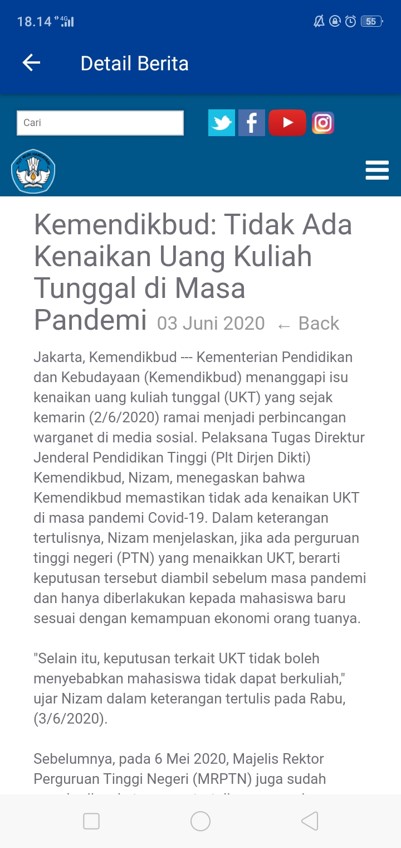 18.14
55
Detail Berita
Cari
Kemendikbud: Tidak Ada
Kenaikan Uang Kuliah
Tunggal di Masa
Pandemi 03 Juni 2020 ← Back
Jakarta, Kemendikbud --- Kementerian Pendidikan
dan Kebudayaan (Kemendikbud) menanggapi isu
kenaikan uang kuliah tunggal (UKT) yang sejak
kemarin (2/6/2020) ramai menjadi perbincangan
warganet di media sosial. Pelaksana Tugas Direktur
Jenderal Pendidikan Tinggi (Plt Dirjen Dikti)
Kemendikbud, Nizam, menegaskan bahwa
Kemendikbud memastikan tidak ada kenaikan UKT
di masa pandemi Covid-19. Dalam keterangan
tertulisnya, Nizam menjelaskan, jika ada perguruan
tinggi negeri (PTN) yang menaikkan UKT, berarti
keputusan tersebut diambil sebelum masa pandemi
dan hanya diberlakukan kepada mahasiswa baru
sesuai dengan kemampuan ekonomi orang tuanya.
"Selain itu, keputusan terkait UKT tidak boleh
menyebabkan mahasiswa tidak dapat berkuliah,"
ujar Nizam dalam keterangan tertulis pada Rabu,
(3/6/2020).
Sebelumnya, pada 6 Mei 2020, Majelis Rektor
Perguruan Tinggi Negeri (MRPTN) juga sudah